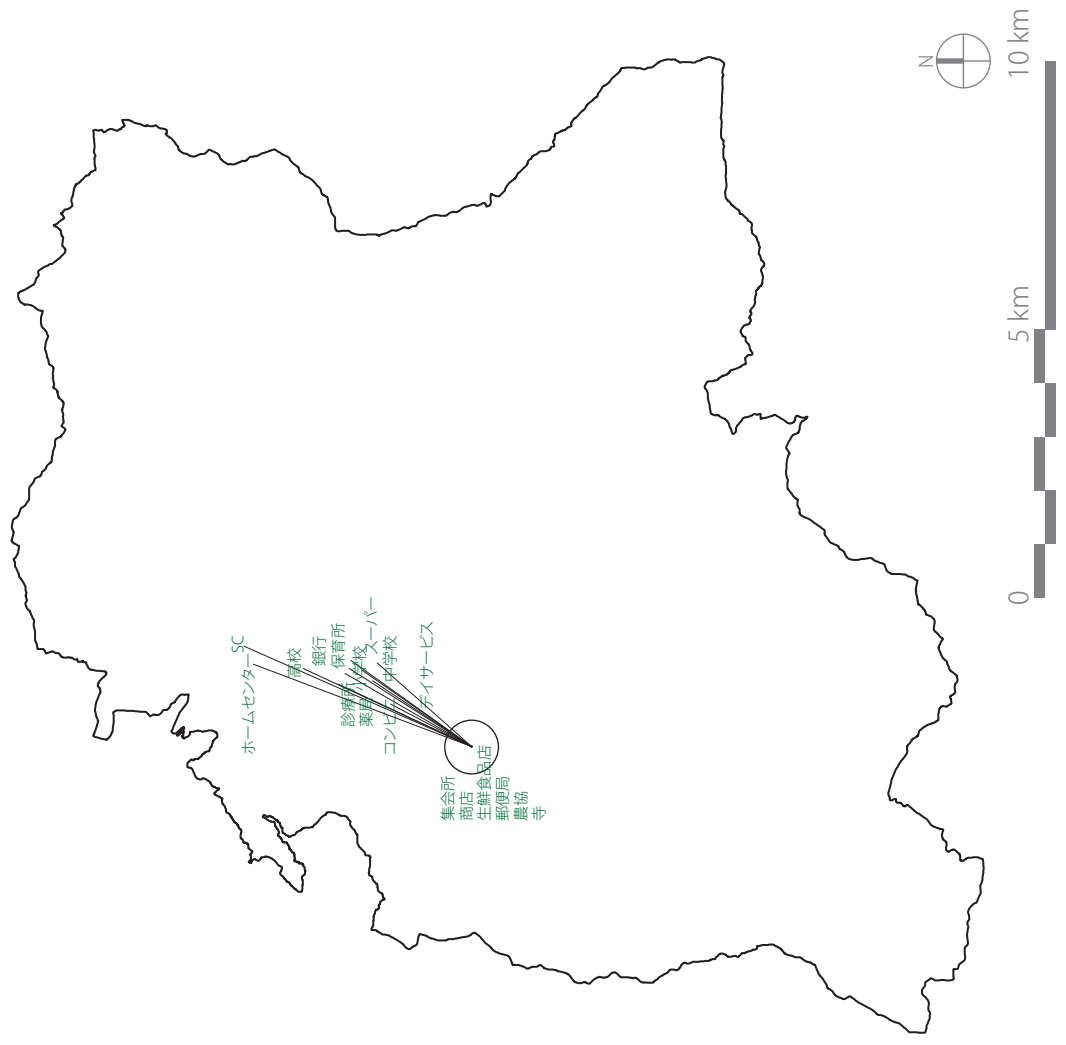 SC
ホームセンター
高校
銀行
保育所
診療所
小学校
薬局
スーパー
中学校
コンビニ
デイサービス
集会所
商店
生鮮食品店
郵便局
農協
寺
N
0
5 km
10 km